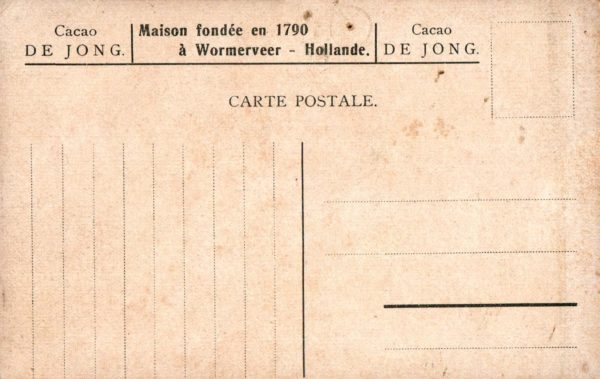 Cacao
DE JONG.
Maison fondée en 1790
à Wormerveer - Hollande.
Cacao
DE JONG.
CARTE POSTALE.